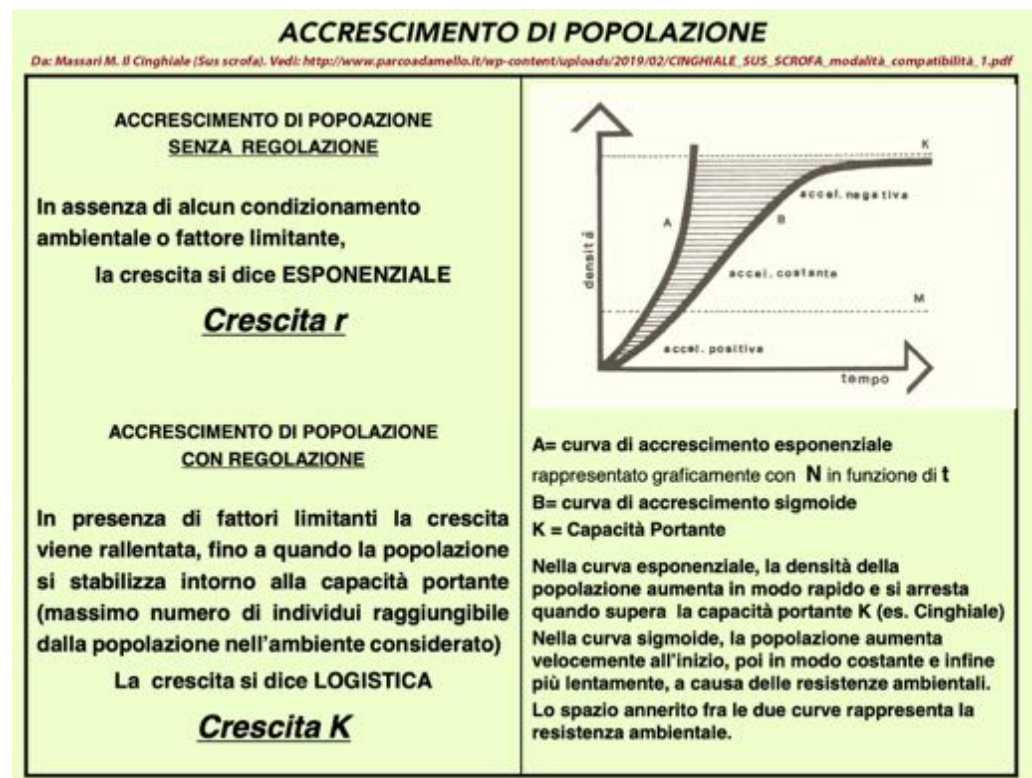 ACCRESCIMENTO DI POPOLAZIONE
Da: Massari M. Il Cinghiale (Sus scrofa). Vedi: http://www.parcoadamello.it/wp-content/uploads/2019/02/CINGHIALE_SUS_SCROFA_modalità_compatibilità_1.pdf
ACCRESCIMENTO DI POPOAZIONE
SENZA REGOLAZIONE
In assenza di alcun condizionamento
ambientale o fattore limitante,
la crescita si dice ESPONENZIALE
Crescita r
ACCRESCIMENTO DI POPOLAZIONE
CON REGOLAZIONE
In presenza di fattori limitanti la crescita
viene rallentata, fino a quando la popolazione
si stabilizza intorno alla capacità portante
(massimo numero di individui raggiungibile
dalla popolazione nell'ambiente considerato)
La crescita si dice LOGISTICA
Crescita K
K
accel. negativa
A
B
densità
accel. costante
M
accel. positiva
tempo
A= curva di accrescimento esponenziale
rappresentato graficamente con N in funzione di t
B= curva di accrescimento sigmoide
K = Capacità Portante
Nella curva esponenziale, la densità della
popolazione aumenta in modo rapido e si arresta
quando supera la capacità portante K (es. Cinghiale)
Nella curva sigmoide, la popolazione aumenta
velocemente all'inizio, poi in modo costante e infine
più lentamente, a causa delle resistenze ambientali.
Lo spazio annerito fra le due curve rappresenta la
resistenza ambientale.